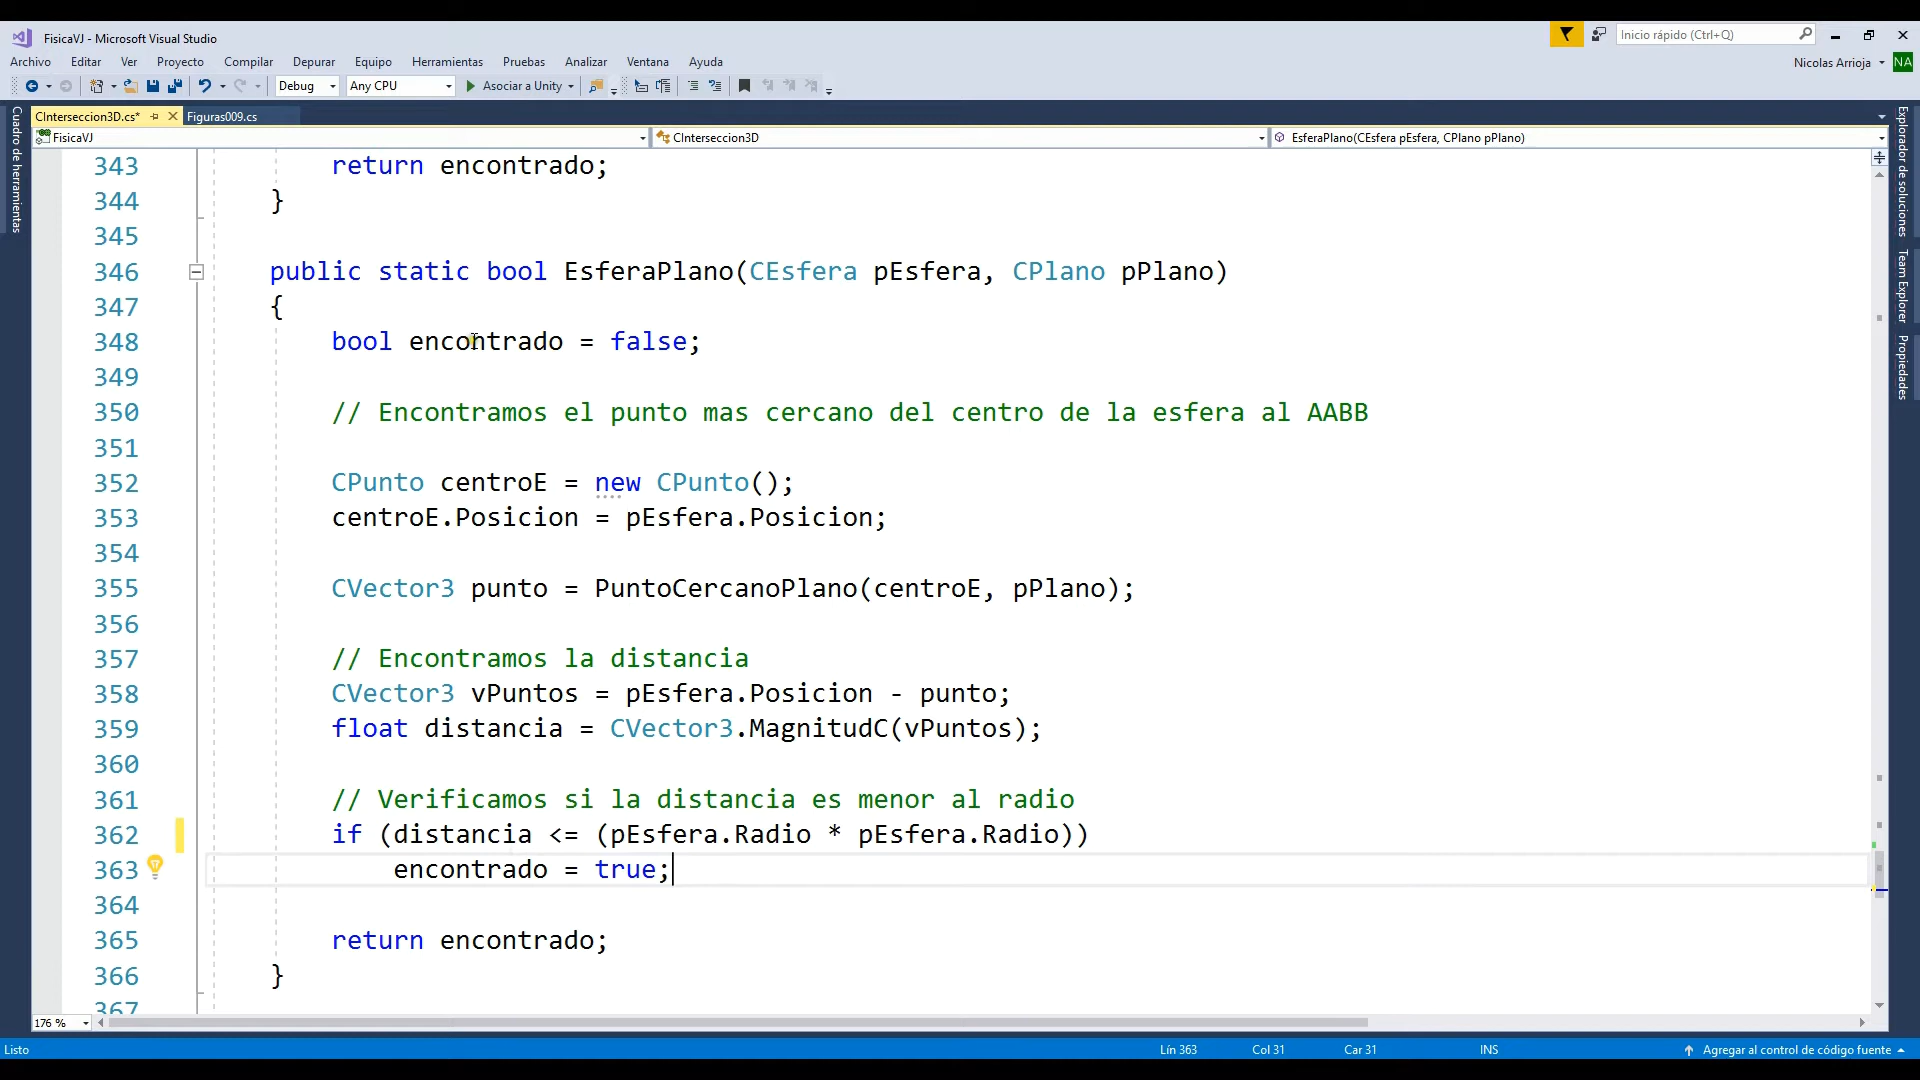 FisicaVJ - Microsoft Visual Studio
Inicio rápido (Ctrl+Q)
Archivo Editar Ver Proyecto Compilar Depurar Equipo Herramientas Pruebas Analizar Ventana Ayuda
Nicolas Arrioja NA
Debug Any CPU Asociar a Unity
CInterseccion3D.cs* Figuras009.cs
FisicaVJ CInterseccion3D EsferaPlano(CEsfera pEsfera, CPlano pPlano)
Cuadro de herramientas
Explorador de soluciones
Team Explorer
Propiedades
343 return encontrado;
344 }
345
346 public static bool EsferaPlano(CEsfera pEsfera, CPlano pPlano)
347 {
348 bool encontrado = false;
349
350 // Encontramos el punto mas cercano del centro de la esfera al AABB
351
352 CPunto centroE = new CPunto();
353 centroE.Posicion = pEsfera.Posicion;
354
355 CVector3 punto = PuntoCercanoPlano(centroE, pPlano);
356
357 // Encontramos la distancia
358 CVector3 vPuntos = pEsfera.Posicion - punto;
359 float distancia = CVector3.MagnitudC(vPuntos);
360
361 // Verificamos si la distancia es menor al radio
362 if (distancia <= (pEsfera.Radio * pEsfera.Radio))
363 encontrado = true;
364
365 return encontrado;
366 }
367
176 %
Listo Lín 363 Col 31 Car 31 INS Agregar al control de código fuente